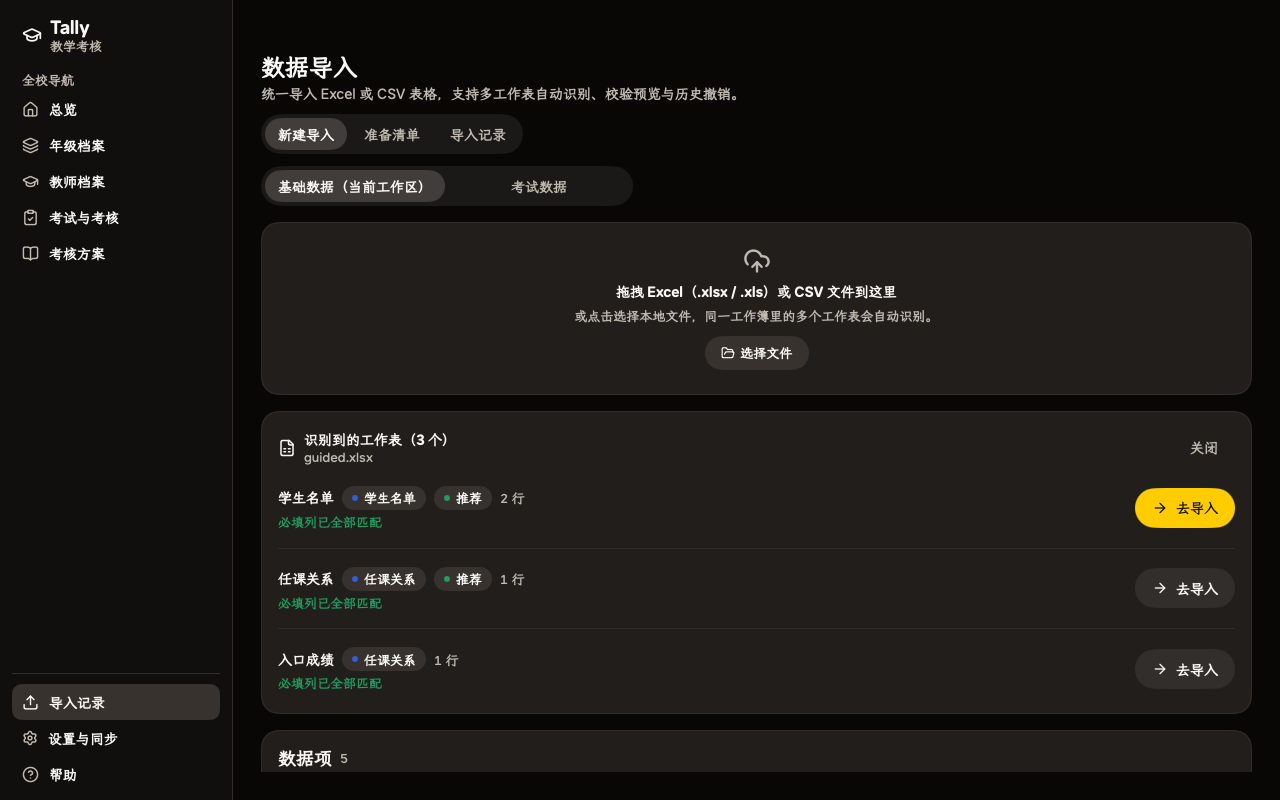 Tally
教学考核
全校导航
总览
年级档案
教师档案
考试与考核
考核方案
导入记录
设置与同步
帮助
数据导入
统一导入 Excel 或 CSV 表格，支持多工作表自动识别、校验预览与历史撤销。
新建导入 准备清单 导入记录
基础数据（当前工作区） 考试数据
拖拽 Excel（.xlsx / .xls）或 CSV 文件到这里
或点击选择本地文件，同一工作簿里的多个工作表会自动识别。
选择文件
识别到的工作表（3 个）
guided.xlsx
关闭
学生名单 学生名单 推荐 2 行
必填列已全部匹配
去导入
任课关系 任课关系 推荐 1 行
必填列已全部匹配
去导入
入口成绩 任课关系 1 行
必填列已全部匹配
去导入
数据项 5